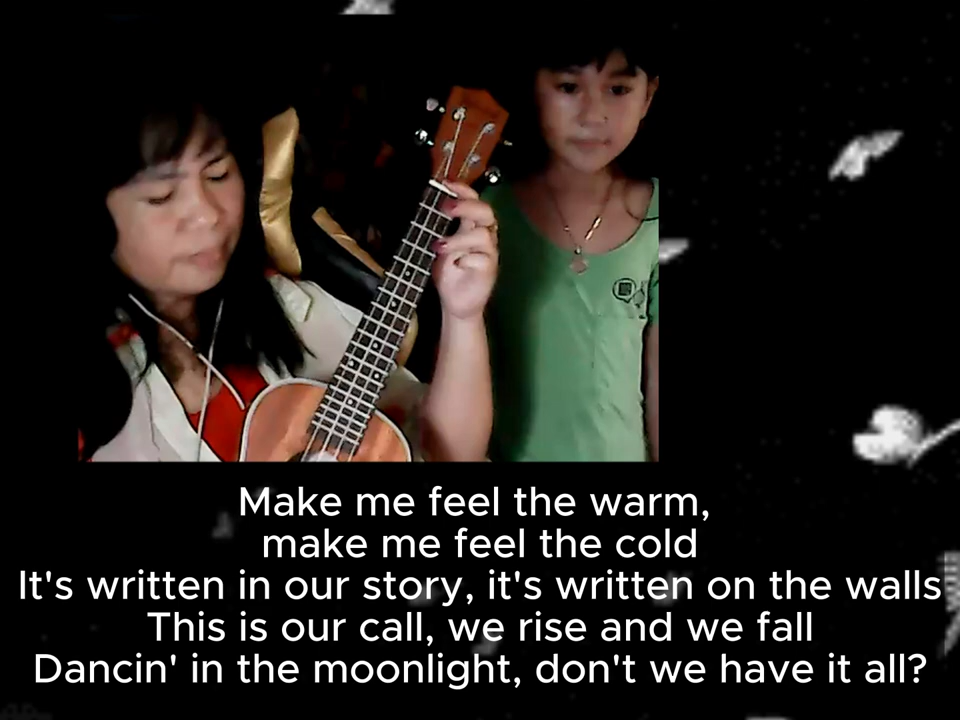 Make me feel the warm,
make me feel the cold
It's written in our story, it's written on the walls
This is our call, we rise and we fall
Dancin' in the moonlight, don't we have it all?